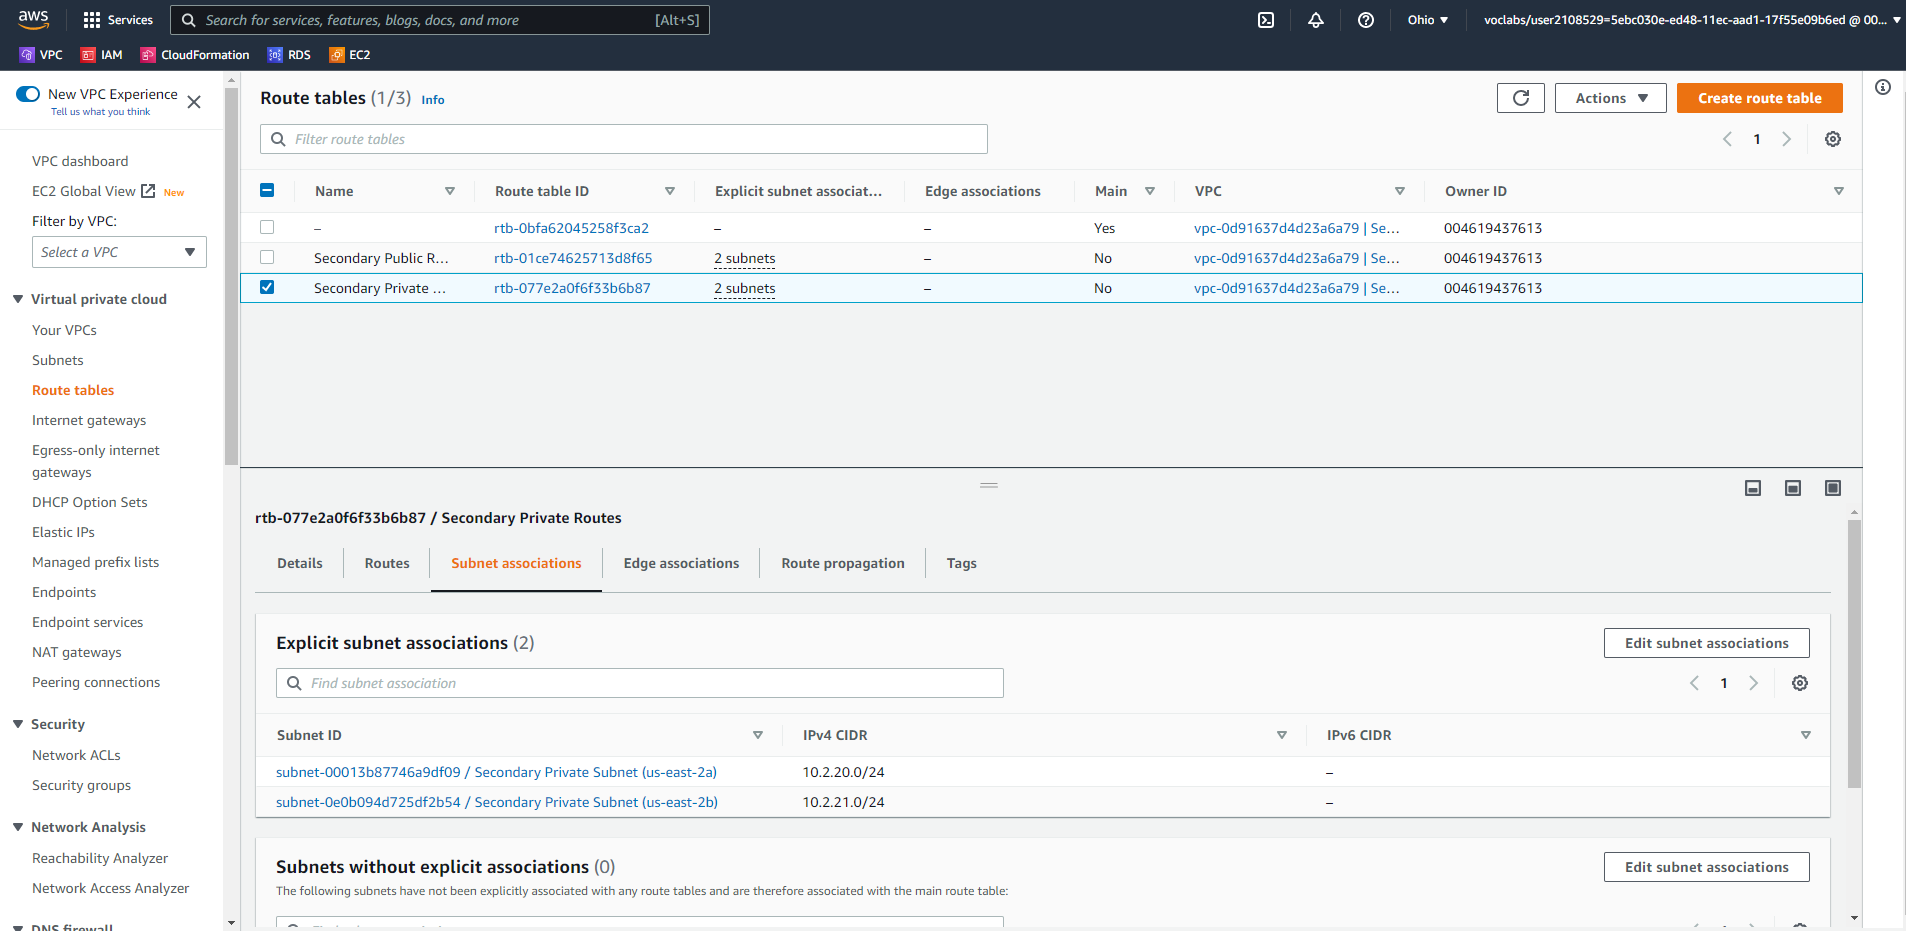 aws
Services
Search for services, features, blogs, docs, and more [Alt+S]
Ohio ▼
voclabs/user2108529=5ebc030e-ed48-11ec-aad1-17f55e09b6ed @ 00... ▼
VPC IAM CloudFormation RDS EC2
New VPC Experience
Tell us what you think
VPC dashboard
EC2 Global View New
Filter by VPC:
Select a VPC
Virtual private cloud
Your VPCs
Subnets
Route tables
Internet gateways
Egress-only internet
gateways
DHCP Option Sets
Elastic IPs
Managed prefix lists
Endpoints
Endpoint services
NAT gateways
Peering connections
Security
Network ACLs
Security groups
Network Analysis
Reachability Analyzer
Network Access Analyzer
DNS firewall
Route tables (1/3) Info
Actions
Create route table
Filter route tables
1
Name Route table ID Explicit subnet associat... Edge associations Main VPC Owner ID
– rtb-0bfa62045258f3ca2 – – Yes vpc-0d91637d4d23a6a79 | Se... 004619437613
Secondary Public R... rtb-01ce74625713d8f65 2 subnets – No vpc-0d91637d4d23a6a79 | Se... 004619437613
Secondary Private ... rtb-077e2a0f6f33b6b87 2 subnets – No vpc-0d91637d4d23a6a79 | Se... 004619437613
rtb-077e2a0f6f33b6b87 / Secondary Private Routes
Details Routes Subnet associations Edge associations Route propagation Tags
Explicit subnet associations (2)
Edit subnet associations
Find subnet association
1
Subnet ID IPv4 CIDR IPv6 CIDR
subnet-00013b87746a9df09 / Secondary Private Subnet (us-east-2a) 10.2.20.0/24 –
subnet-0e0b094d725df2b54 / Secondary Private Subnet (us-east-2b) 10.2.21.0/24 –
Subnets without explicit associations (0)
Edit subnet associations
The following subnets have not been explicitly associated with any route tables and are therefore associated with the main route table: